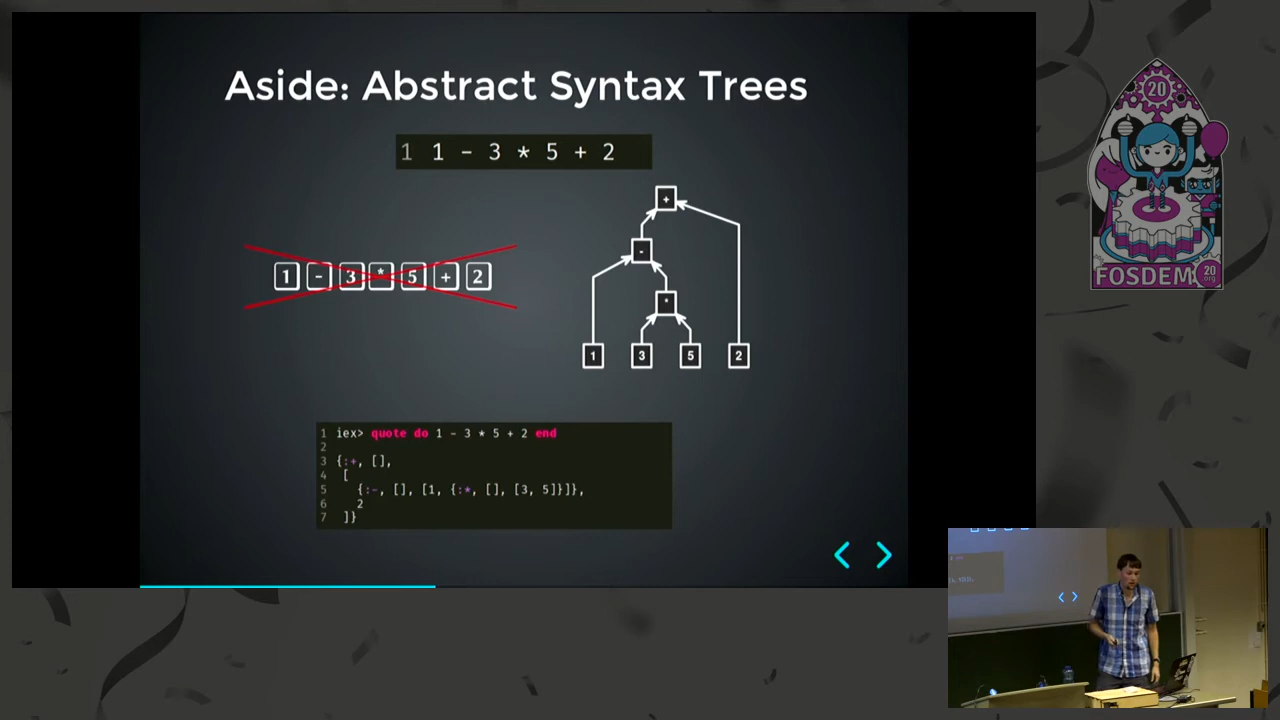 Aside: Abstract Syntax Trees
1 1 - 3 * 5 + 2
1 - 3 * 5 + 2
+
-
*
1 3 5 2
1 iex> quote do 1 - 3 * 5 + 2 end
2
3 {:+, [],
4 [
5 {:-, [], [1, {:*, [], [3, 5]}]},
6 2
7 ]}
20
FOSDEM
20
org